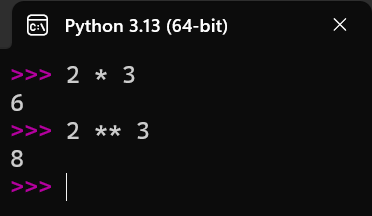 Python 3.13 (64-bit)
>>> 2 * 3
6
>>> 2 ** 3
8
>>>